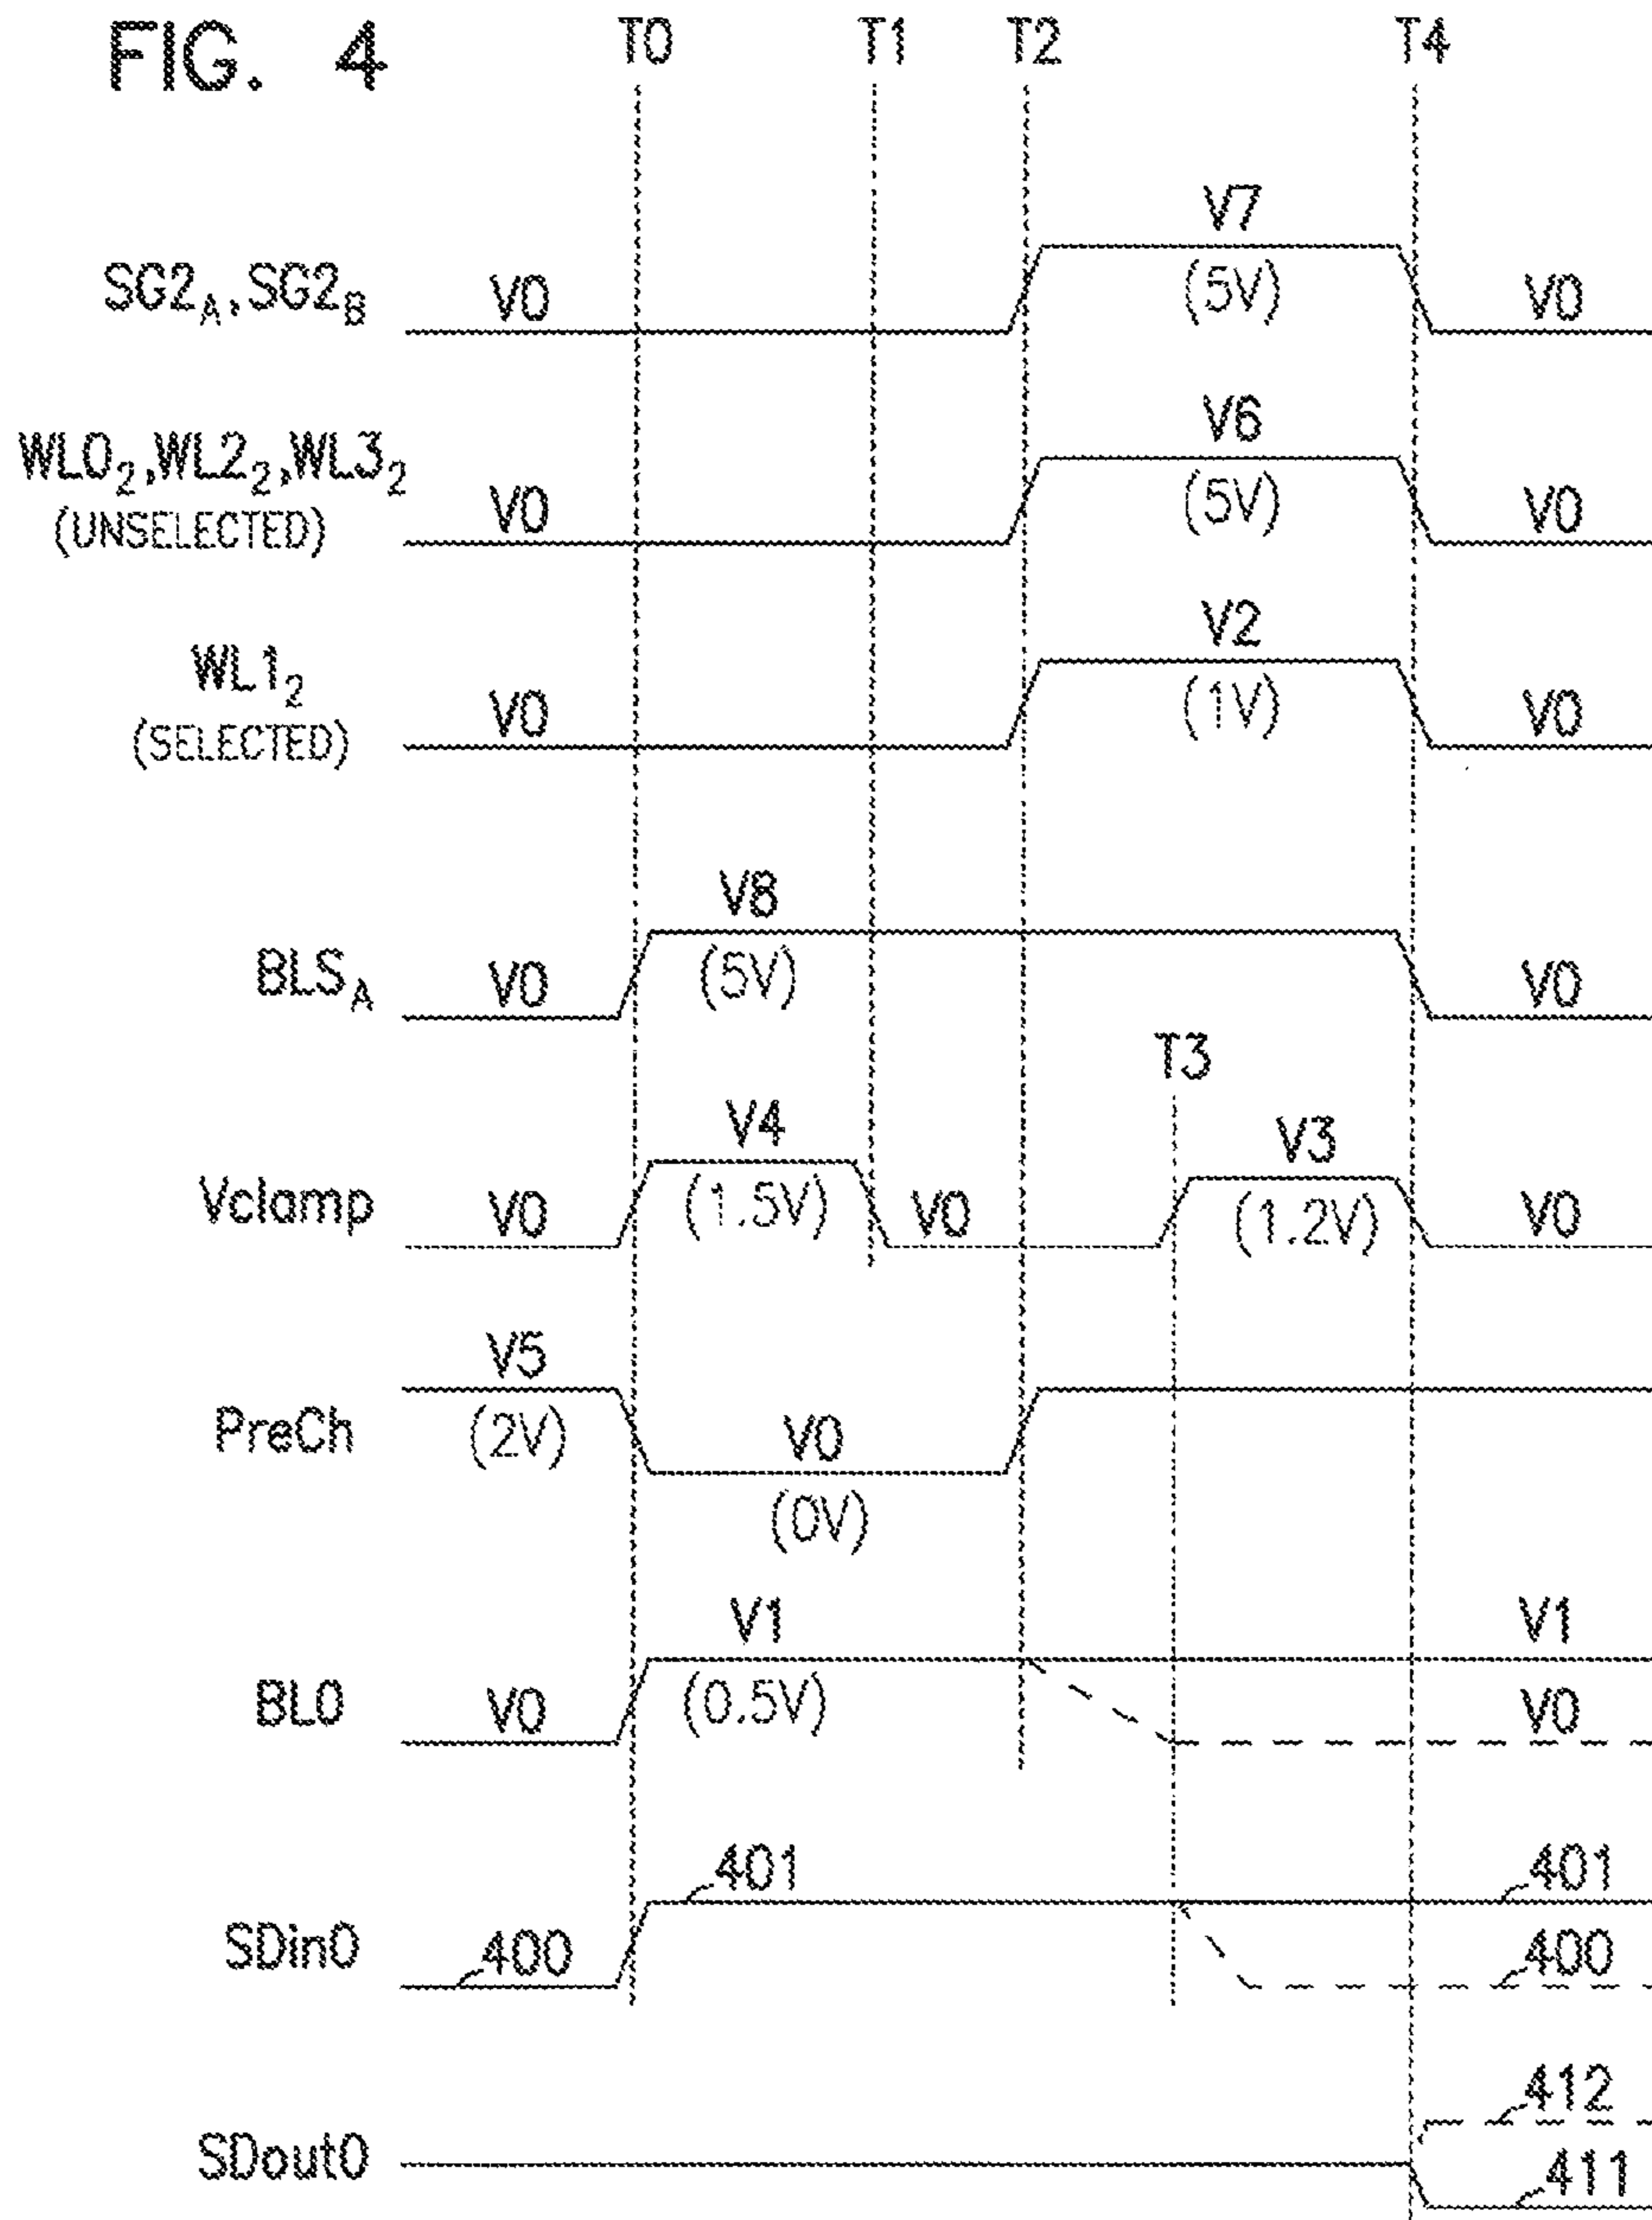 FIG. 4
T0 T1 T2 T4
V7
SG2A,SG2B V0 (5V) V0
V6
WL0₂,WL2₂,WL3₂
(UNSELECTED) V0 (5V) V0
V2
WL1₂
(SELECTED) V0 (1V) V0
V8
BLSA V0 (5V) V0
T3
V4 V3
Vclamp V0 (1.5V) V0 (1.2V) V0
V5
PreCh (2V) V0
(0V)
V1 V1
BL0 V0 (0.5V) V0
401 401
SDin0 400 400
412
SDout0 411